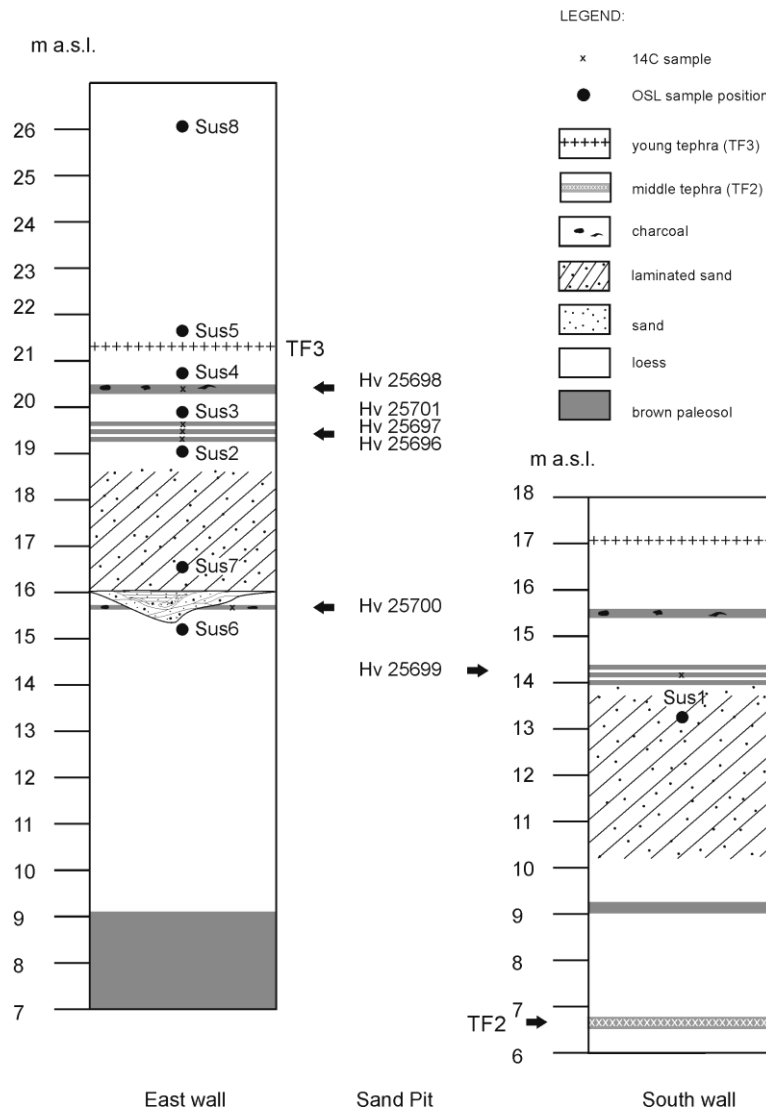 LEGEND:
x 14C sample
OSL sample position
young tephra (TF3)
middle tephra (TF2)
charcoal
laminated sand
sand
loess
brown paleosol
m a.s.l.
26
25
24
23
22
21
20
19
18
17
16
15
14
13
12
11
10
9
8
7
Sus8
Sus5
TF3
Sus4
Sus3
Sus2
Sus7
Sus6
Hv 25698
Hv 25701
Hv 25697
Hv 25696
Hv 25700
Hv 25699
m a.s.l.
18
17
16
15
14
13
12
11
10
9
8
7
6
Sus1
TF2
East wall
Sand Pit
South wall